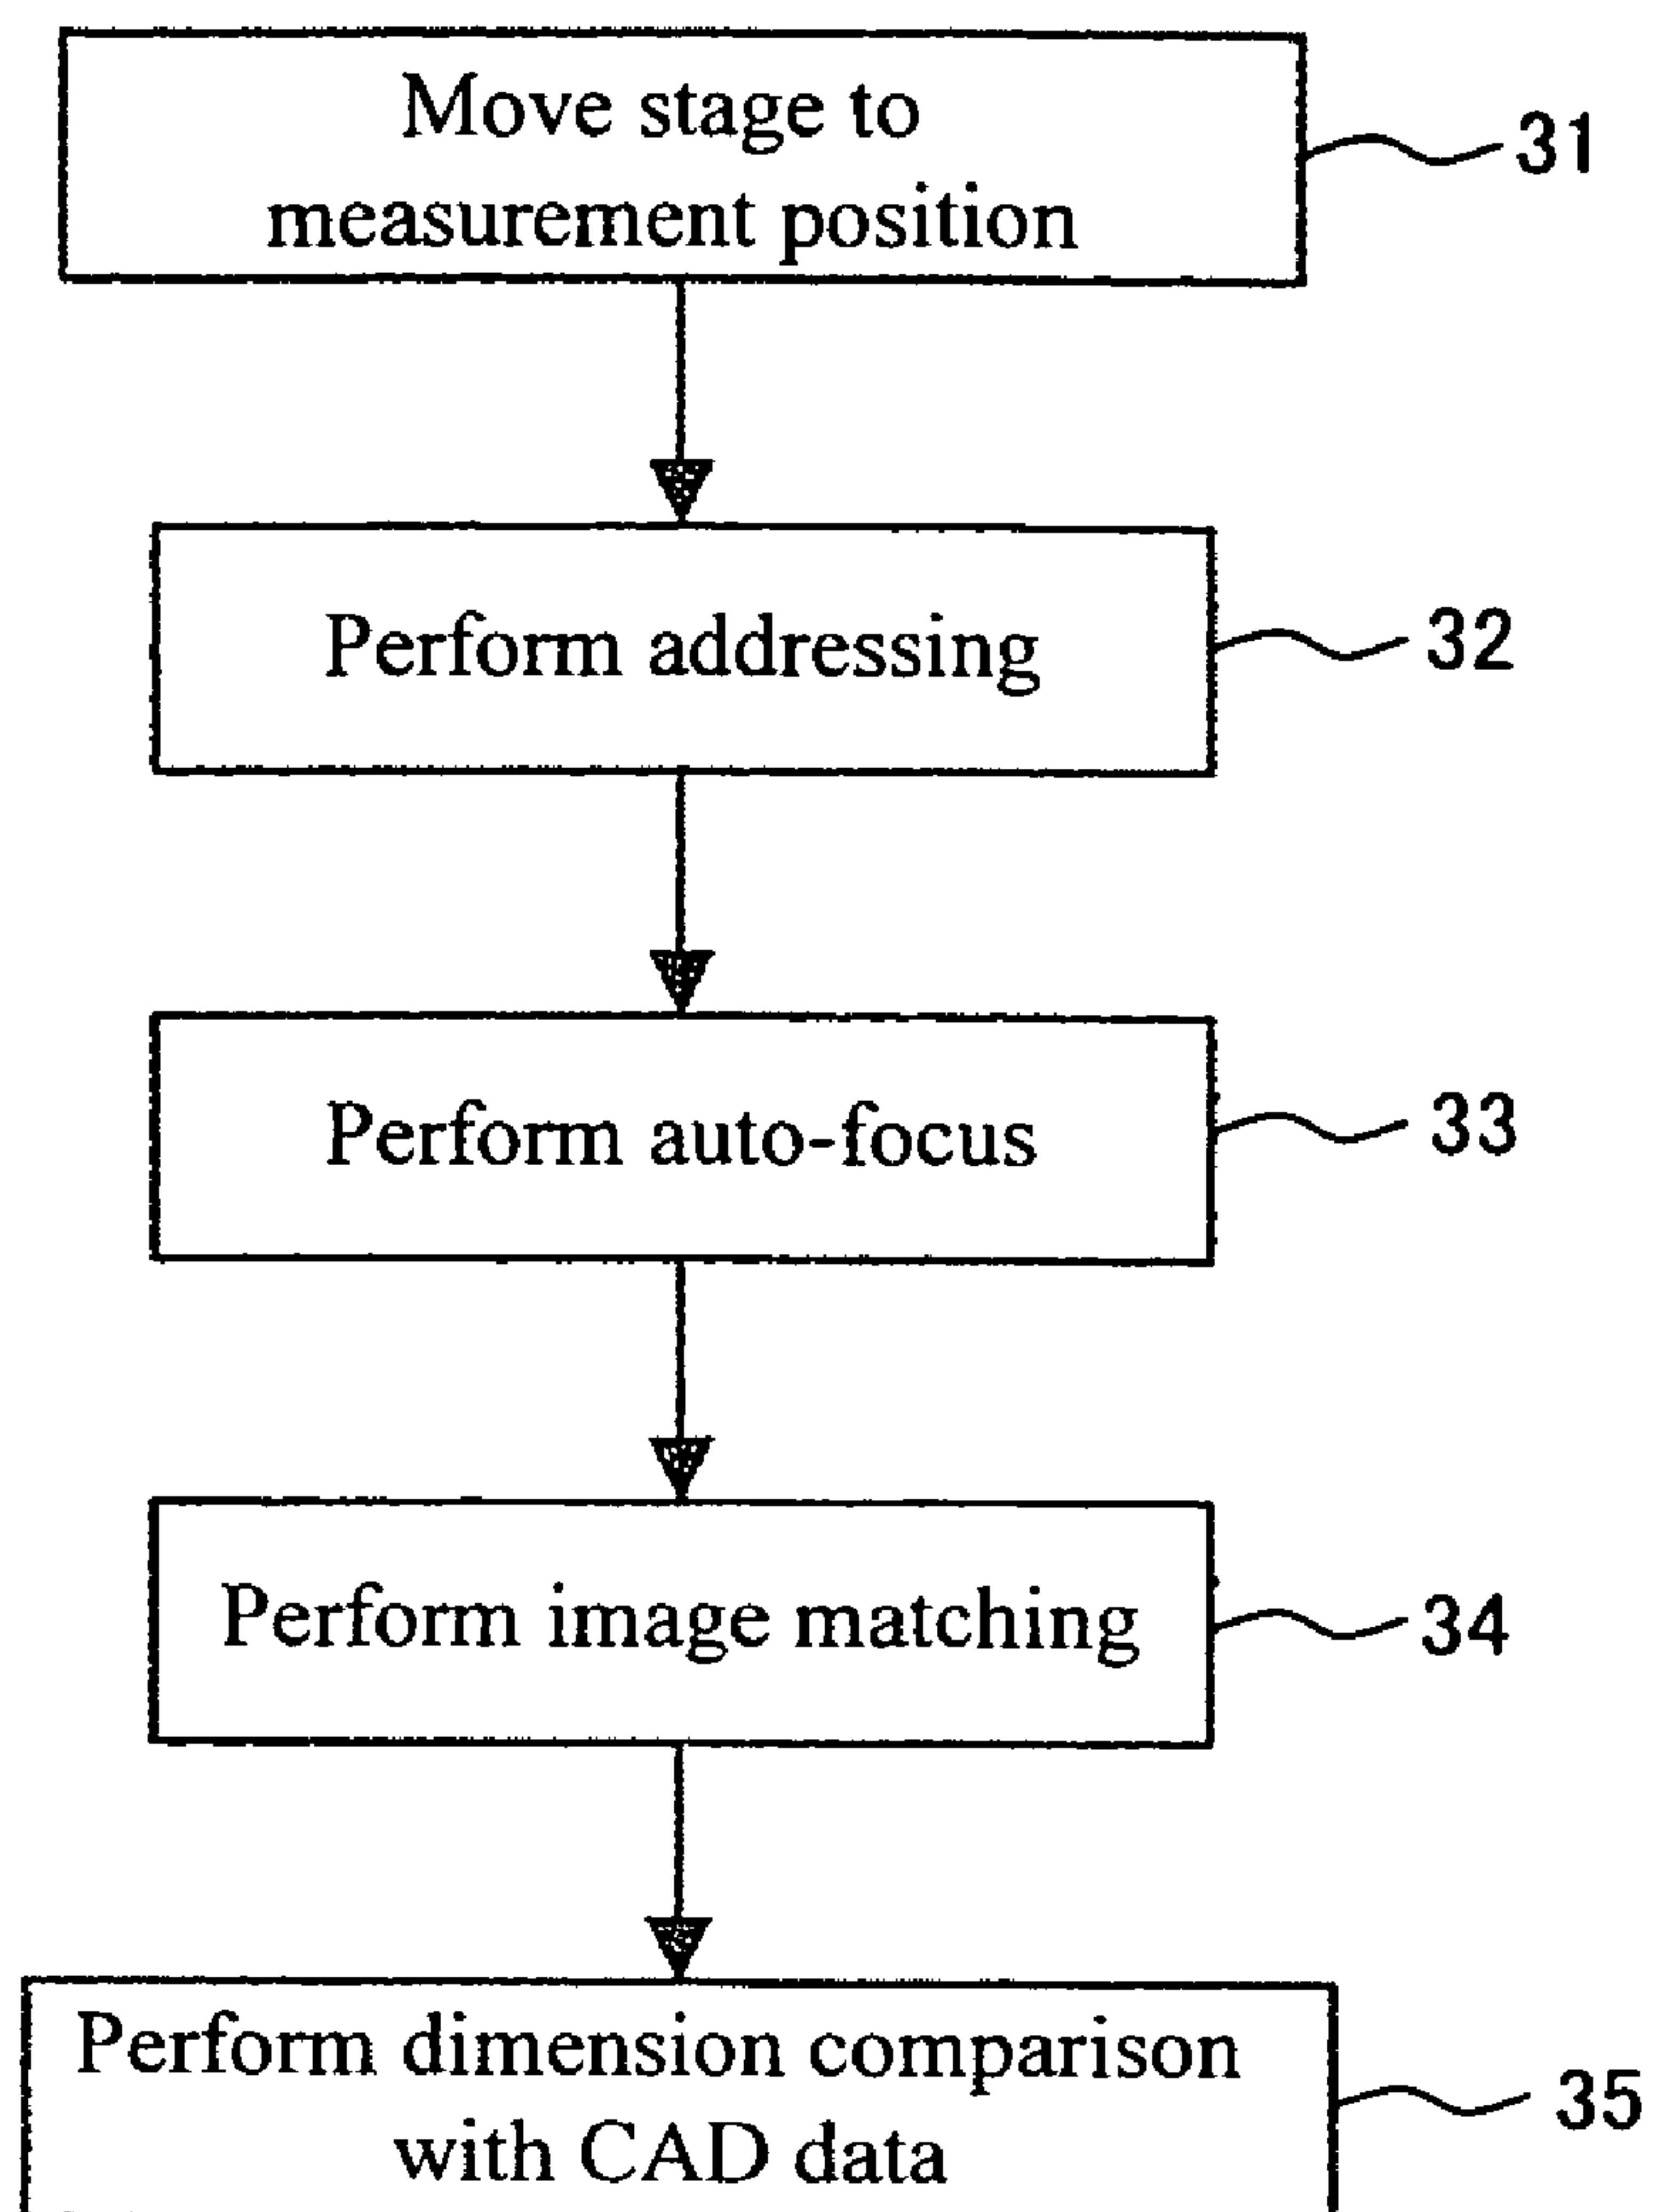 Move stage to
measurement position
31
Perform addressing
32
Perform auto-focus
33
Perform image matching
34
Perform dimension comparison
with CAD data
35